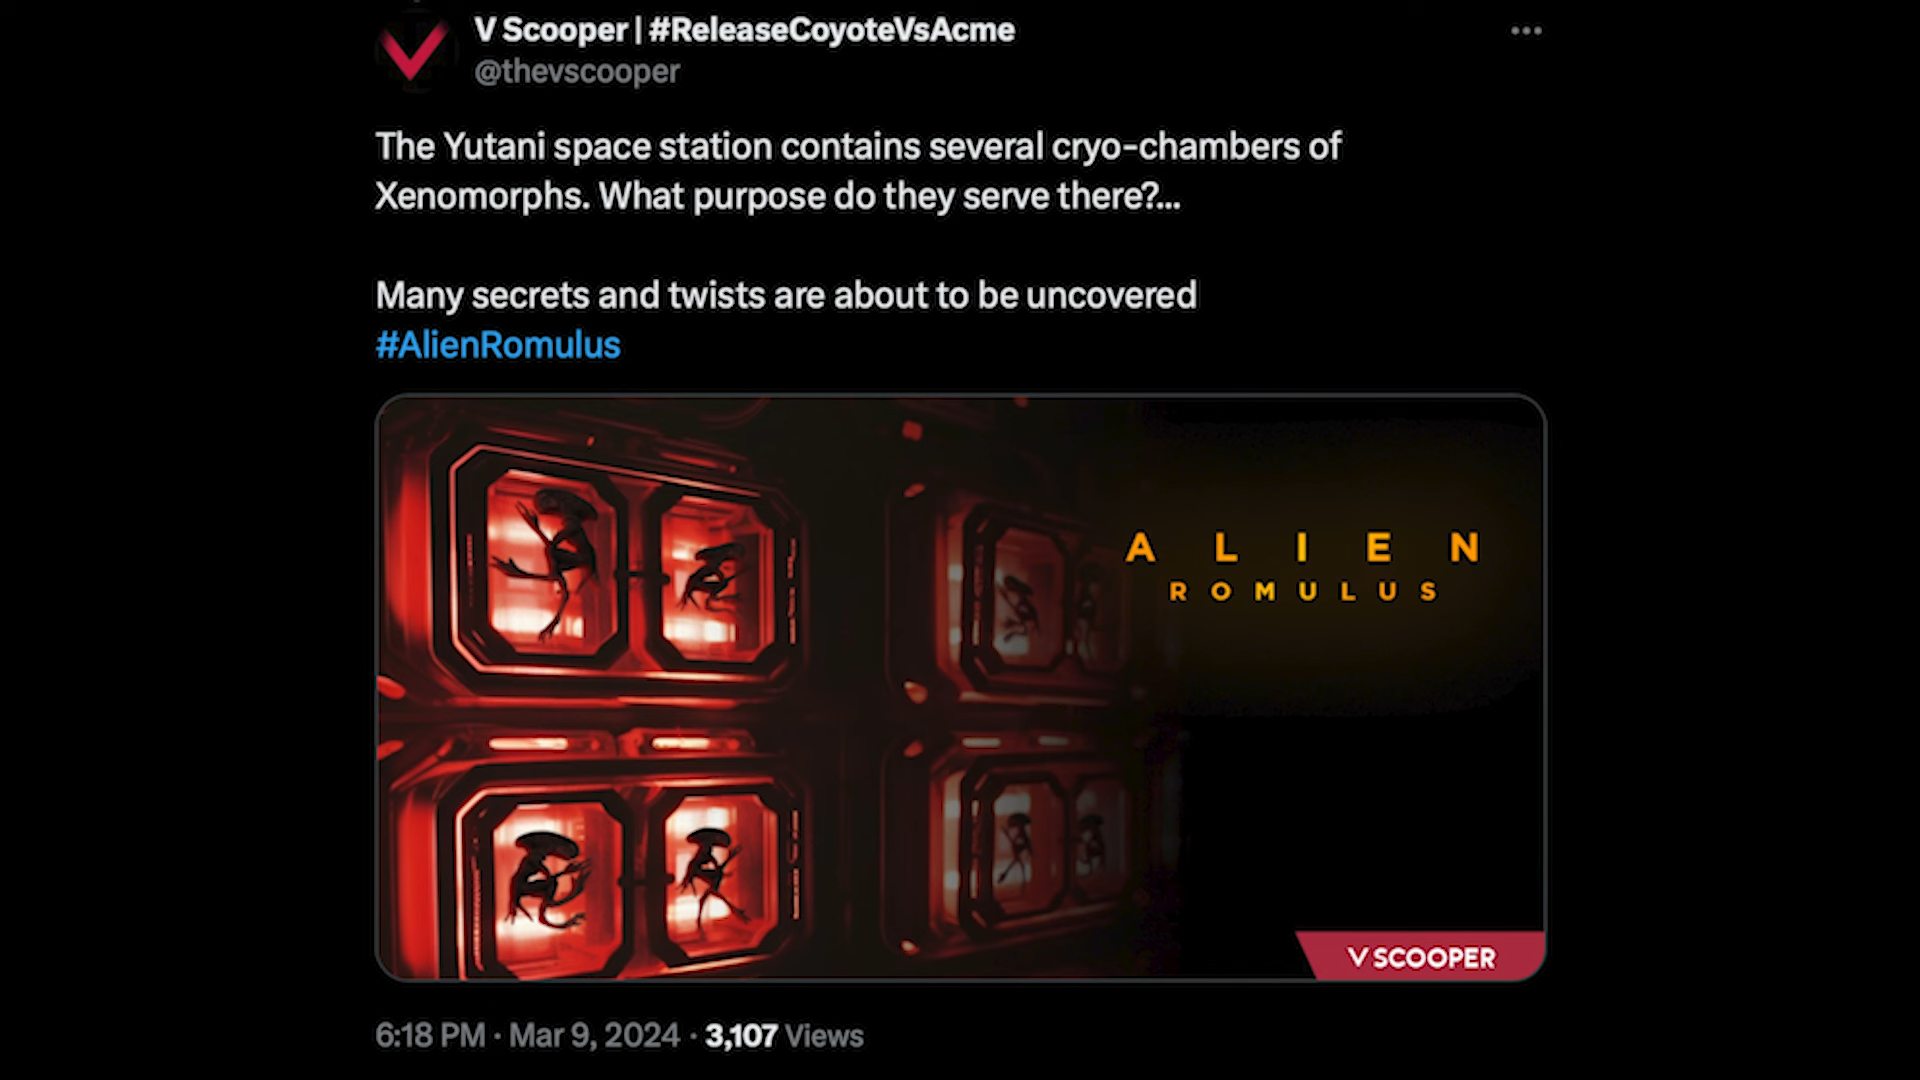 V Scooper | #ReleaseCoyoteVsAcme
@thevscooper
The Yutani space station contains several cryo-chambers of
Xenomorphs. What purpose do they serve there?...
Many secrets and twists are about to be uncovered
#AlienRomulus
ALIEN
ROMULUS
V SCOOPER
6:18 PM · Mar 9, 2024 · 3,107 Views